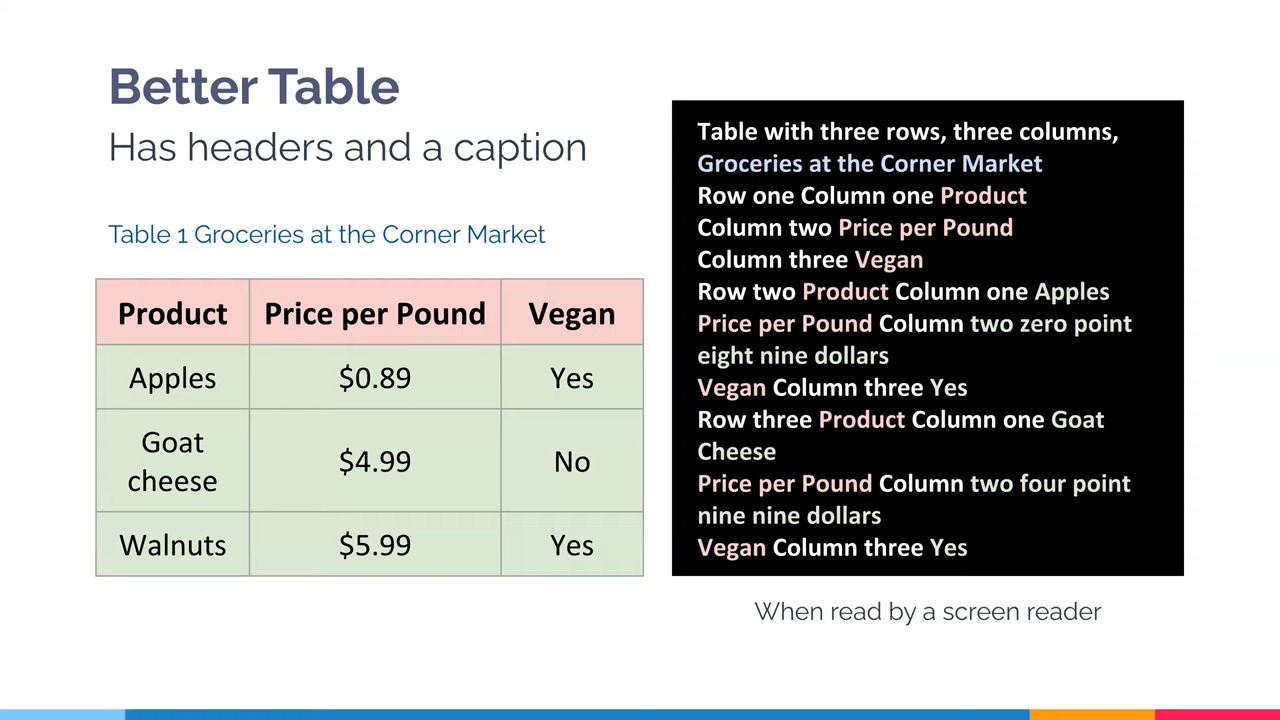 Better Table
Has headers and a caption
Table 1 Groceries at the Corner Market
Product Price per Pound Vegan
Apples $0.89 Yes
Goat
cheese $4.99 No
Walnuts $5.99 Yes
Table with three rows, three columns,
Groceries at the Corner Market
Row one Column one Product
Column two Price per Pound
Column three Vegan
Row two Product Column one Apples
Price per Pound Column two zero point
eight nine dollars
Vegan Column three Yes
Row three Product Column one Goat
Cheese
Price per Pound Column two four point
nine nine dollars
Vegan Column three Yes
When read by a screen reader